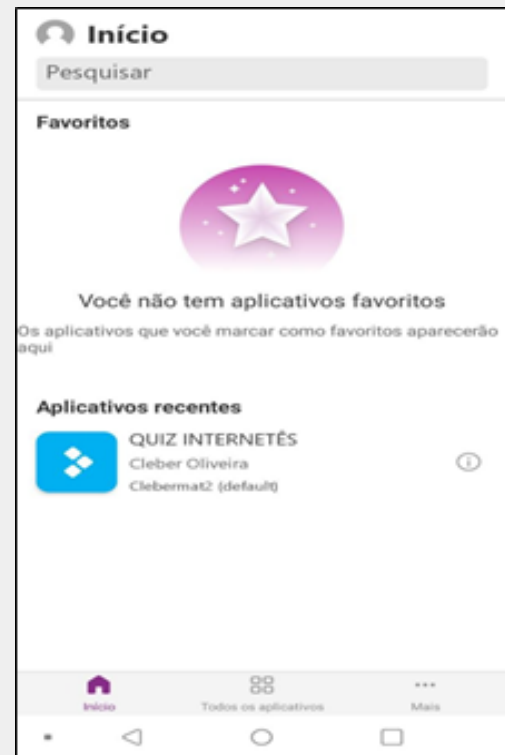 Início
Pesquisar
Favoritos
Você não tem aplicativos favoritos
Os aplicativos que você marcar como favoritos aparecerão
aqui
Aplicativos recentes
QUIZ INTERNETÊS
Cleber Oliveira
Clebermat2 (default)
Início
Todos os aplicativos
Mais